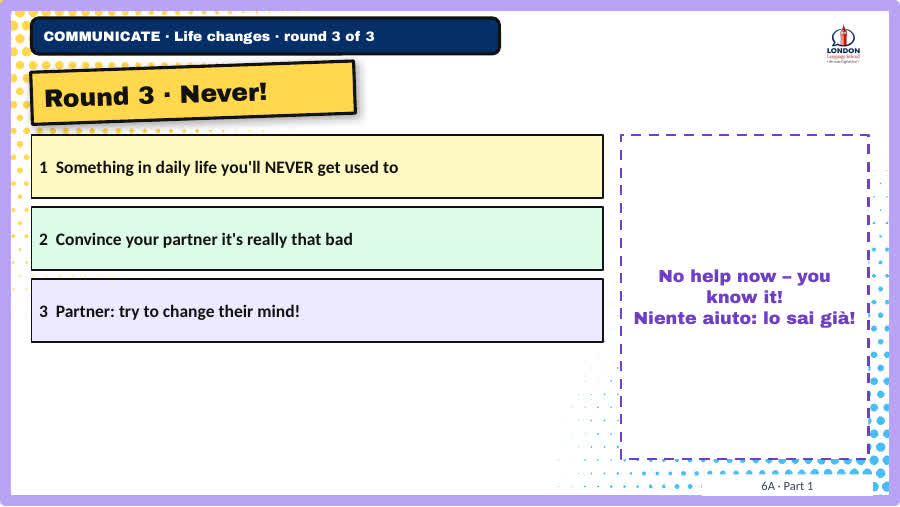 COMMUNICATE · Life changes · round 3 of 3
LONDON
Language School
Round 3 · Never!
1 Something in daily life you'll NEVER get used to
2 Convince your partner it's really that bad
3 Partner: try to change their mind!
No help now – you
know it!
Niente aiuto: lo sai già!
6A · Part 1